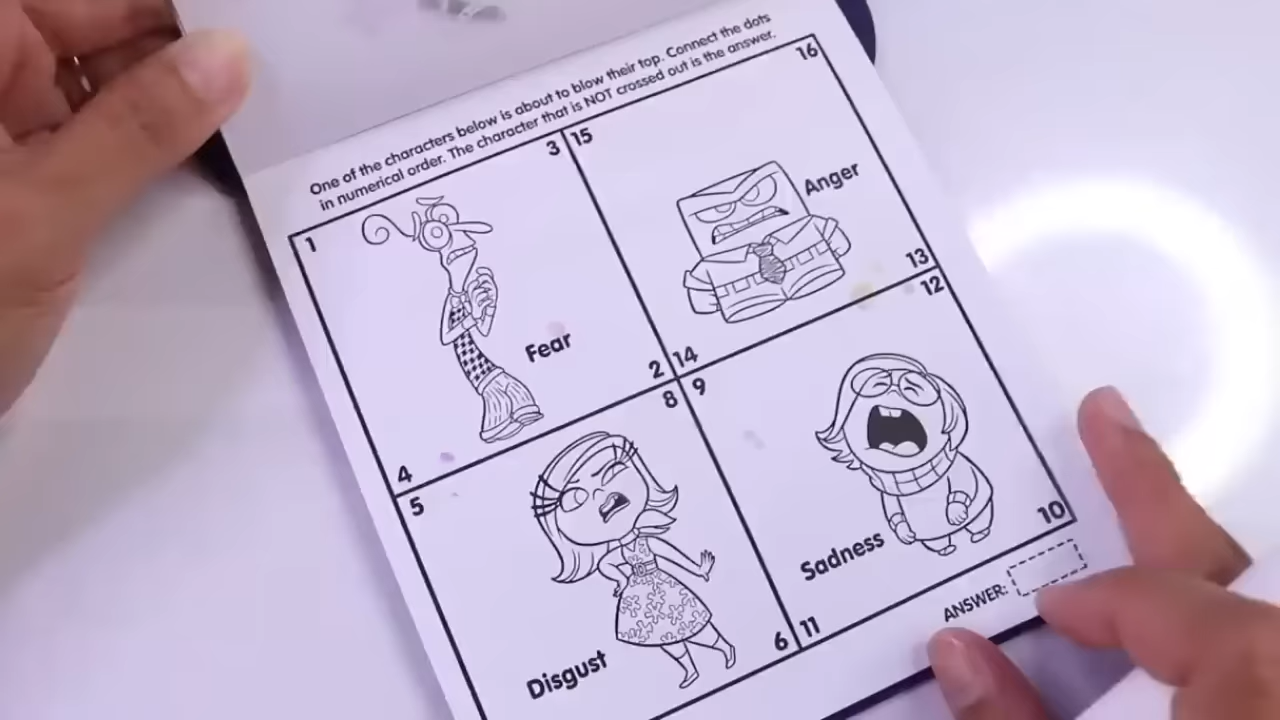 One of the characters below is about to blow their top. Connect the dots
in numerical order. The character that is NOT crossed out is the answer.
1 3 15 16
Fear
Anger
4 2 14 13
5 8 9 12
Disgust
Sadness
6 11 10
ANSWER: